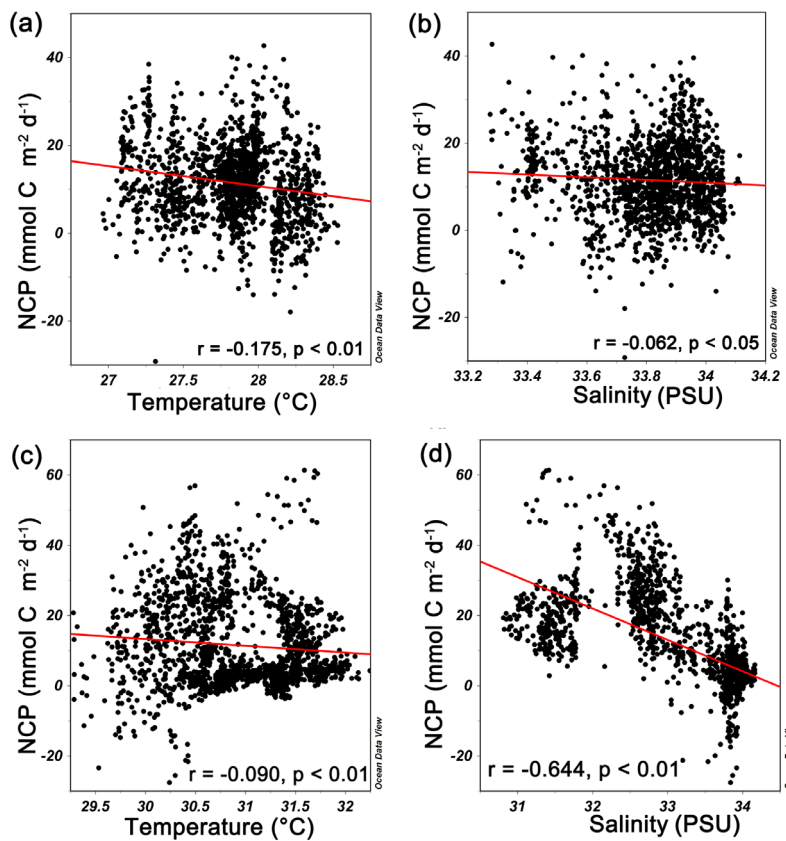 (a)
NCP (mmol C m-2 d-1)
40
20
0
-20
r = -0.175, p < 0.01
Ocean Data View
27
27.5
28
28.5
Temperature (°C)
(b)
NCP (mmol C m-2 d-1)
40
20
0
-20
r = -0.062, p < 0.05
Ocean Data View
33.2
33.4
33.6
33.8
34
34.2
Salinity (PSU)
(c)
NCP (mmol C m-2 d-1)
60
40
20
0
-20
r = -0.090, p < 0.01
Ocean Data View
29.5
30
30.5
31
31.5
32
Temperature (°C)
(d)
NCP (mmol C m-2 d-1)
60
40
20
0
-20
r = -0.644, p < 0.01
31
32
33
34
Salinity (PSU)